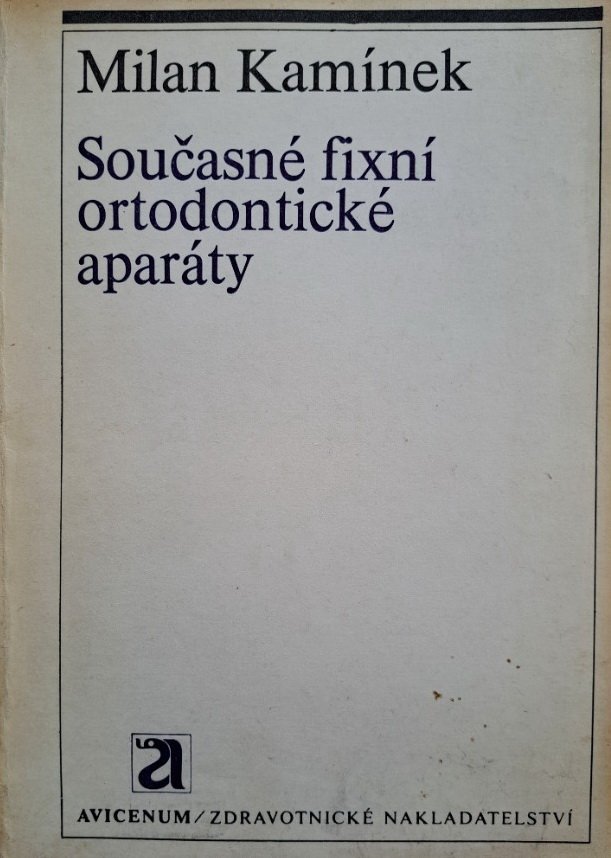 Milan Kamínek
Současné fixní
ortodontické
aparáty
a
AVICENUM/ZDRAVOTNICKÉ NAKLADATELSTVÍ